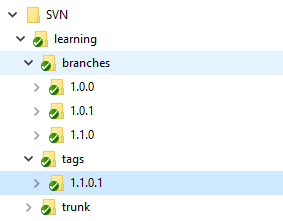 SVN
learning
branches
1.0.0
1.0.1
1.1.0
tags
1.1.0.1
trunk